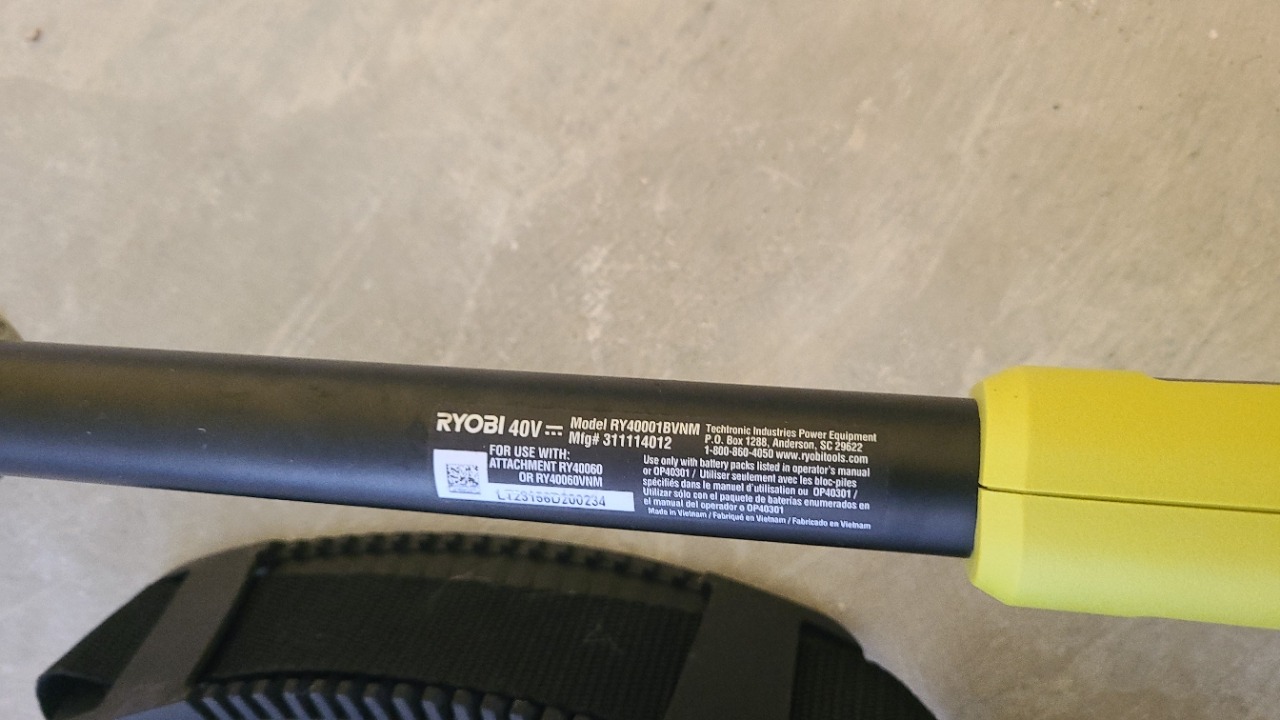 RYOBI 40V
Model RY40001BVNM
Mfg# 311114012
Techtronic Industries Power Equipment
P.O. Box 1288, Anderson, SC 29622
1-800-860-4050 www.ryobitools.com
FOR USE WITH:
ATTACHMENT RY40060
OR RY40060VNM
LT23166D200234
Use only with battery packs listed in operator's manual
or OP40301 / Utiliser seulement avec les bloc-piles
spécifiés dans le manuel d'utilisation ou OP40301 /
Utilizar sólo con el paquete de baterías enumerados en
el manual del operador o OP40301
Made in Vietnam / Fabriqué en Vietnam / Fabricado en Vietnam